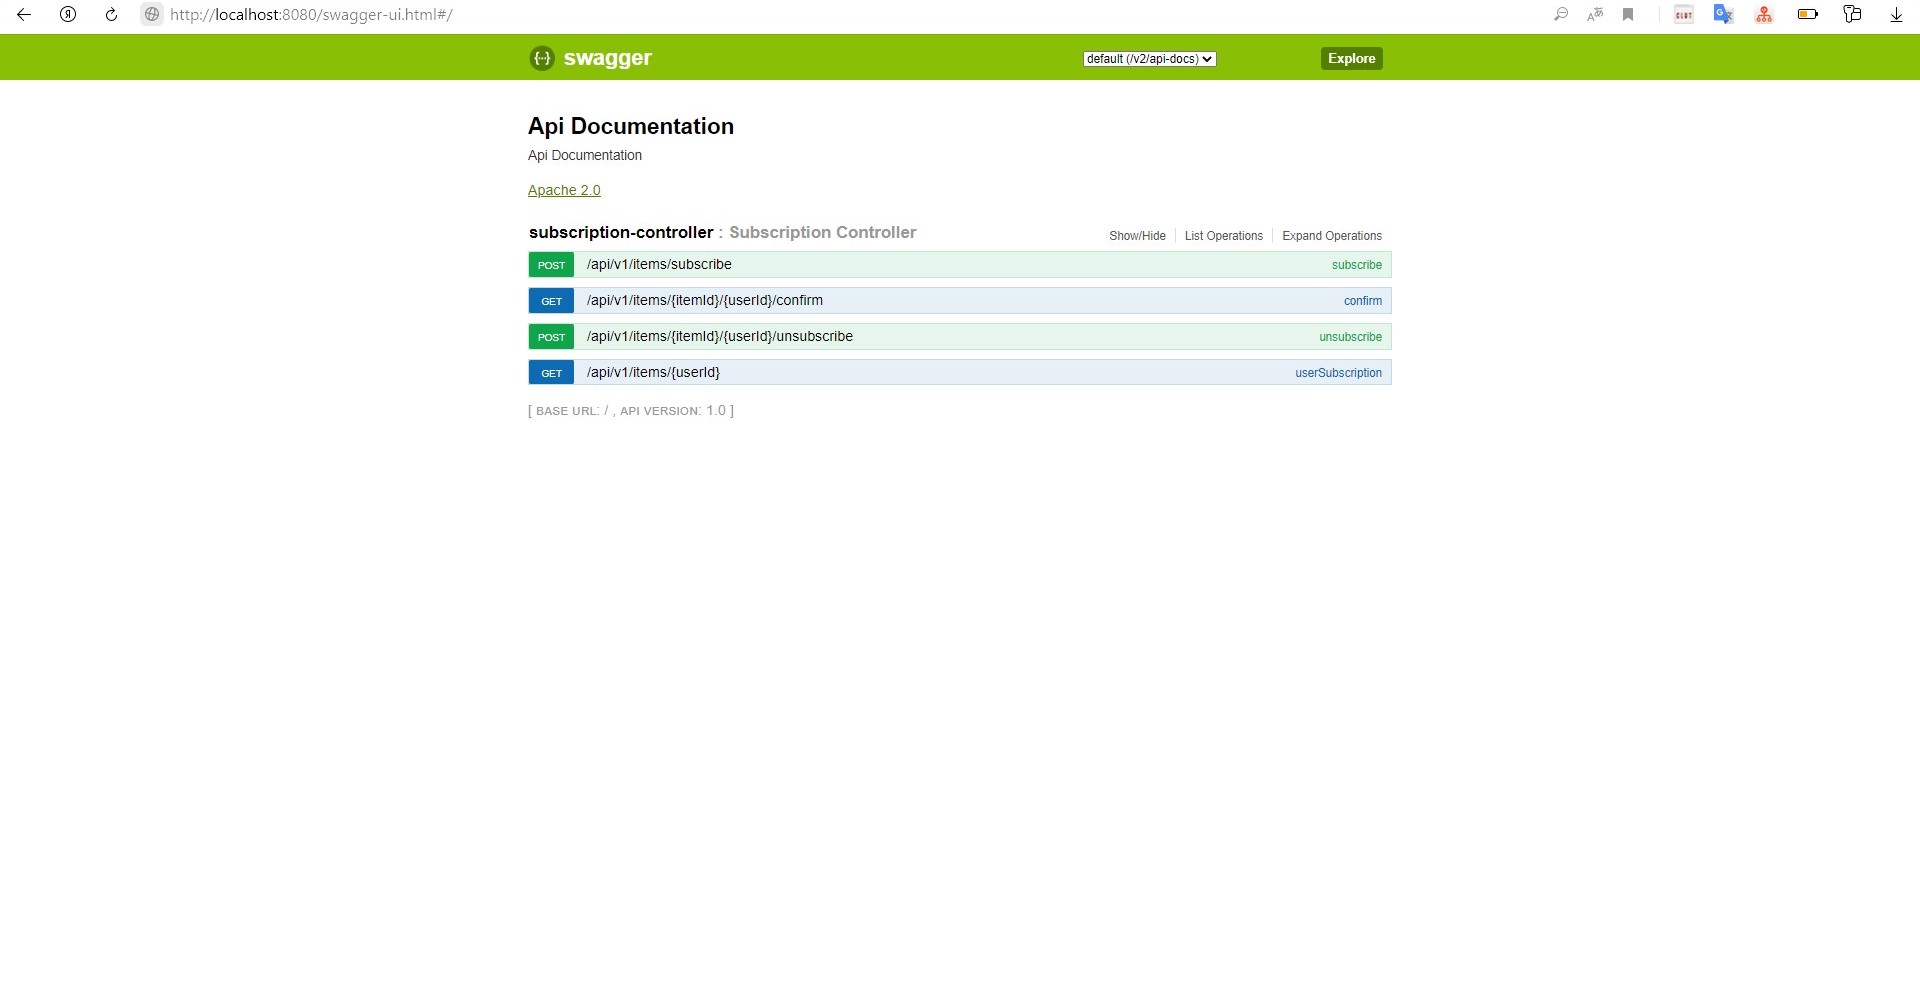 http://localhost:8080/swagger-ui.html#/
swagger
default (/v2/api-docs)
Explore
Api Documentation
Api Documentation
Apache 2.0
subscription-controller : Subscription Controller
Show/Hide
List Operations
Expand Operations
POST /api/v1/items/subscribe subscribe
GET /api/v1/items/{itemId}/{userId}/confirm confirm
POST /api/v1/items/{itemId}/{userId}/unsubscribe unsubscribe
GET /api/v1/items/{userId} userSubscription
[ BASE URL: / , API VERSION: 1.0 ]